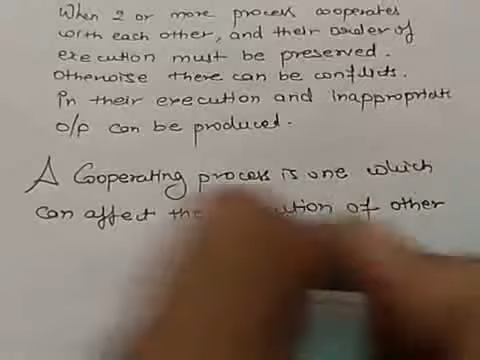 When 2 or more process cooperates
with each other, and their order of
execution must be preserved.
Otherwise there can be conflicts.
in their execution and inappropriate
o/p can be produced.
A Cooperating process is one which
can affect the of other